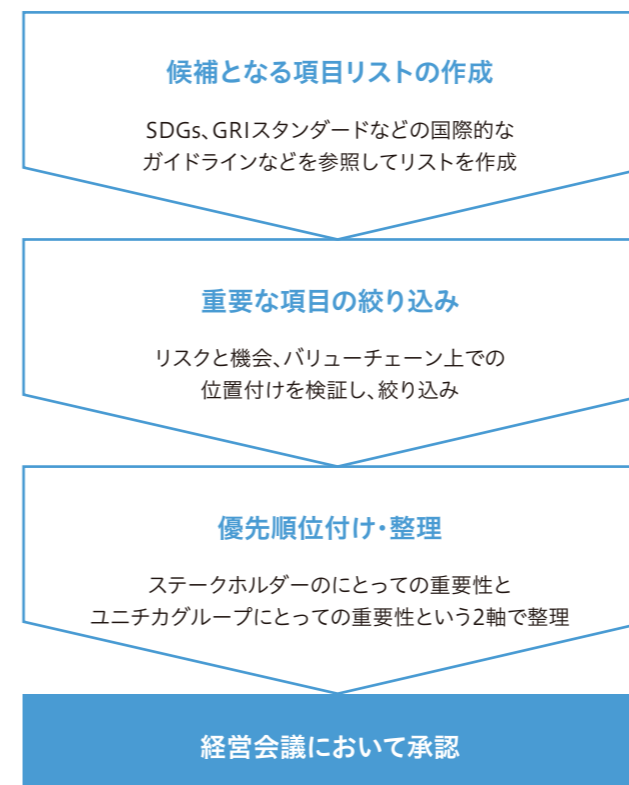 候補となる項目リストの作成
SDGs、GRIスタンダードなどの国際的な
ガイドラインなどを参照してリストを作成
重要な項目の絞り込み
リスクと機会、バリューチェーン上での
位置付けを検証し、絞り込み
優先順位付け・整理
ステークホルダーのにとっての重要性と
ユニチカグループにとっての重要性という2軸で整理
経営会議において承認